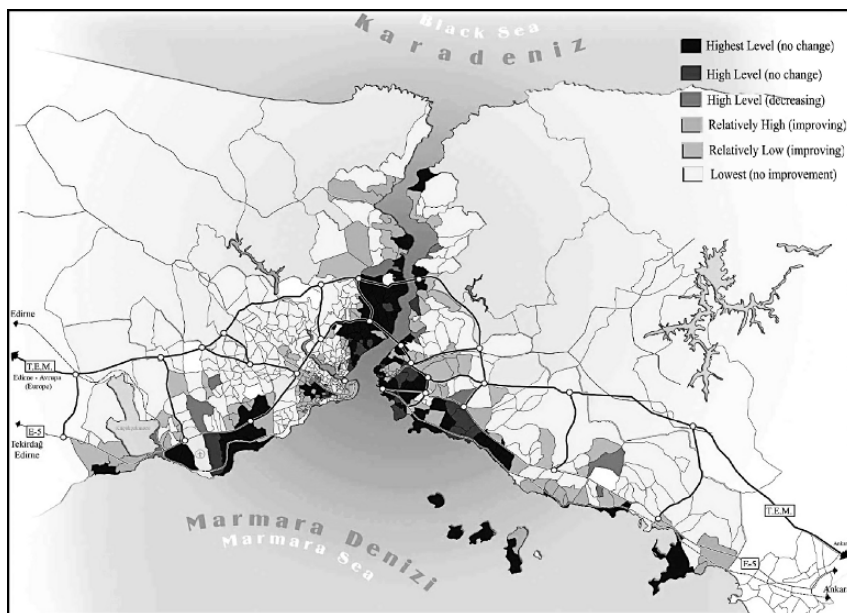 Black Sea
Karadeniz
Highest Level (no change)
High Level (no change)
High Level (decreasing)
Relatively High (improving)
Relatively Low (improving)
Lowest (no improvement)
Edirne
T.E.M.
Edirne - Avrupa
(Europe)
E-5
Tekirdağ
Edirne
Marmara Denizi
Marmara Sea
T.E.M.
E-5
Ankara